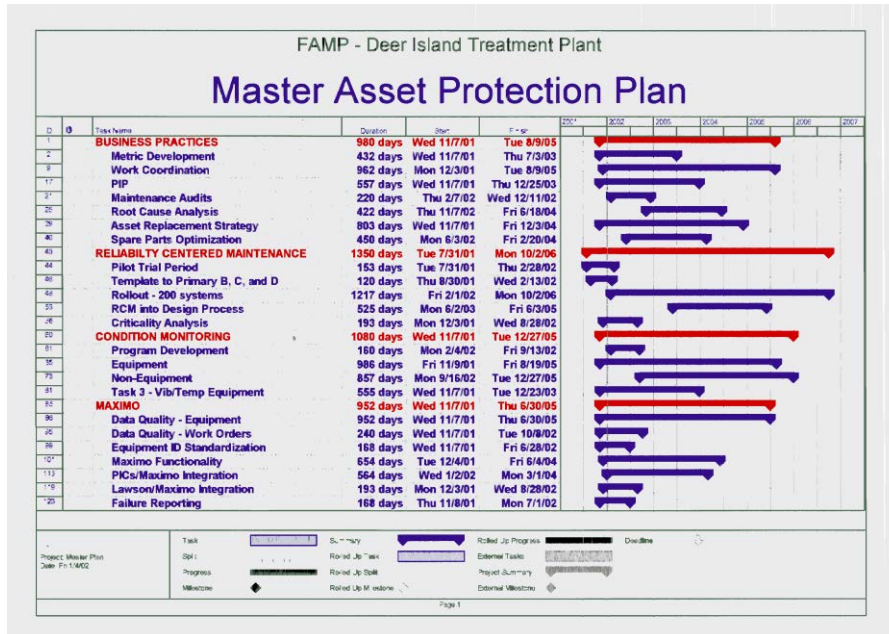 FAMP - Deer Island Treatment Plant
Master Asset Protection Plan
ID Task Name Duration Start Finish 2002 2004 2006 2007
1 BUSINESS PRACTICES 980 days Wed 11/7/01 Tue 8/9/05
2 Metric Development 432 days Wed 11/7/01 Thu 7/3/03
Work Coordination 962 days Mon 12/3/01 Tue 8/9/05
17 PIP 557 days Wed 11/7/01 Thu 12/25/03
Maintenance Audits 220 days Thu 2/7/02 Wed 12/11/02
Root Cause Analysis 422 days Thu 11/7/02 Fri 6/18/04
Asset Replacement Strategy 803 days Wed 11/7/01 Fri 12/3/04
Spare Parts Optimization 450 days Mon 6/3/02 Fri 2/20/04
43 RELIABILTY CENTERED MAINTENANCE 1350 days Tue 7/31/01 Mon 10/2/06
44 Pilot Trial Period 153 days Tue 7/31/01 Thu 2/28/02
Template to Primary B, C, and D 120 days Thu 8/30/01 Wed 2/13/02
Rollout - 200 systems 1217 days Fri 2/1/02 Mon 10/2/06
RCM into Design Process 525 days Mon 6/2/03 Fri 6/3/05
Criticality Analysis 193 days Mon 12/3/01 Wed 8/28/02
CONDITION MONITORING 1080 days Wed 11/7/01 Tue 12/27/05
Program Development 160 days Mon 2/4/02 Fri 9/13/02
Equipment 986 days Fri 11/9/01 Fri 8/19/05
Non-Equipment 857 days Mon 9/16/02 Tue 12/27/05
Task 3 - Vib/Temp Equipment 555 days Wed 11/7/01 Tue 12/23/03
MAXIMO 952 days Wed 11/7/01 Thu 6/30/05
Data Quality - Equipment 952 days Wed 11/7/01 Thu 6/30/05
Data Quality - Work Orders 240 days Wed 11/7/01 Tue 10/8/02
Equipment ID Standardization 168 days Wed 11/7/01 Fri 6/28/02
Maximo Functionality 654 days Tue 12/4/01 Fri 6/4/04
PICs/Maximo Integration 564 days Wed 1/2/02 Mon 3/1/04
Lawson/Maximo Integration 193 days Mon 12/3/01 Wed 8/28/02
Failure Reporting 168 days Thu 11/8/01 Mon 7/1/02
Project: Master Plan
Date: Fri 1/4/02
Task Summary Rolled Up Progress Deadline
Split Rolled Up Task External Tasks
Progress Rolled Up Split Project Summary
Milestone Rolled Up Milestone External Milestone
Page 1